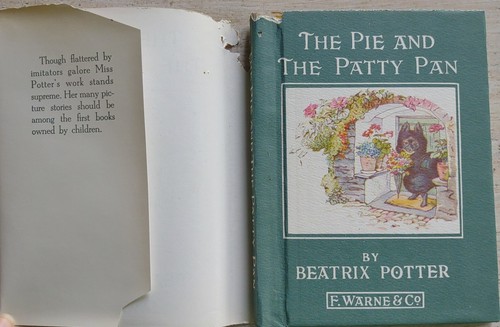 Though flattered by
imitators galore Miss
Potter's work stands
supreme. Her many pic-
ture stories should be
among the first books
owned by children.
THE PIE AND
THE PATTY PAN
BY
BEATRIX POTTER
F. WARNE & Co